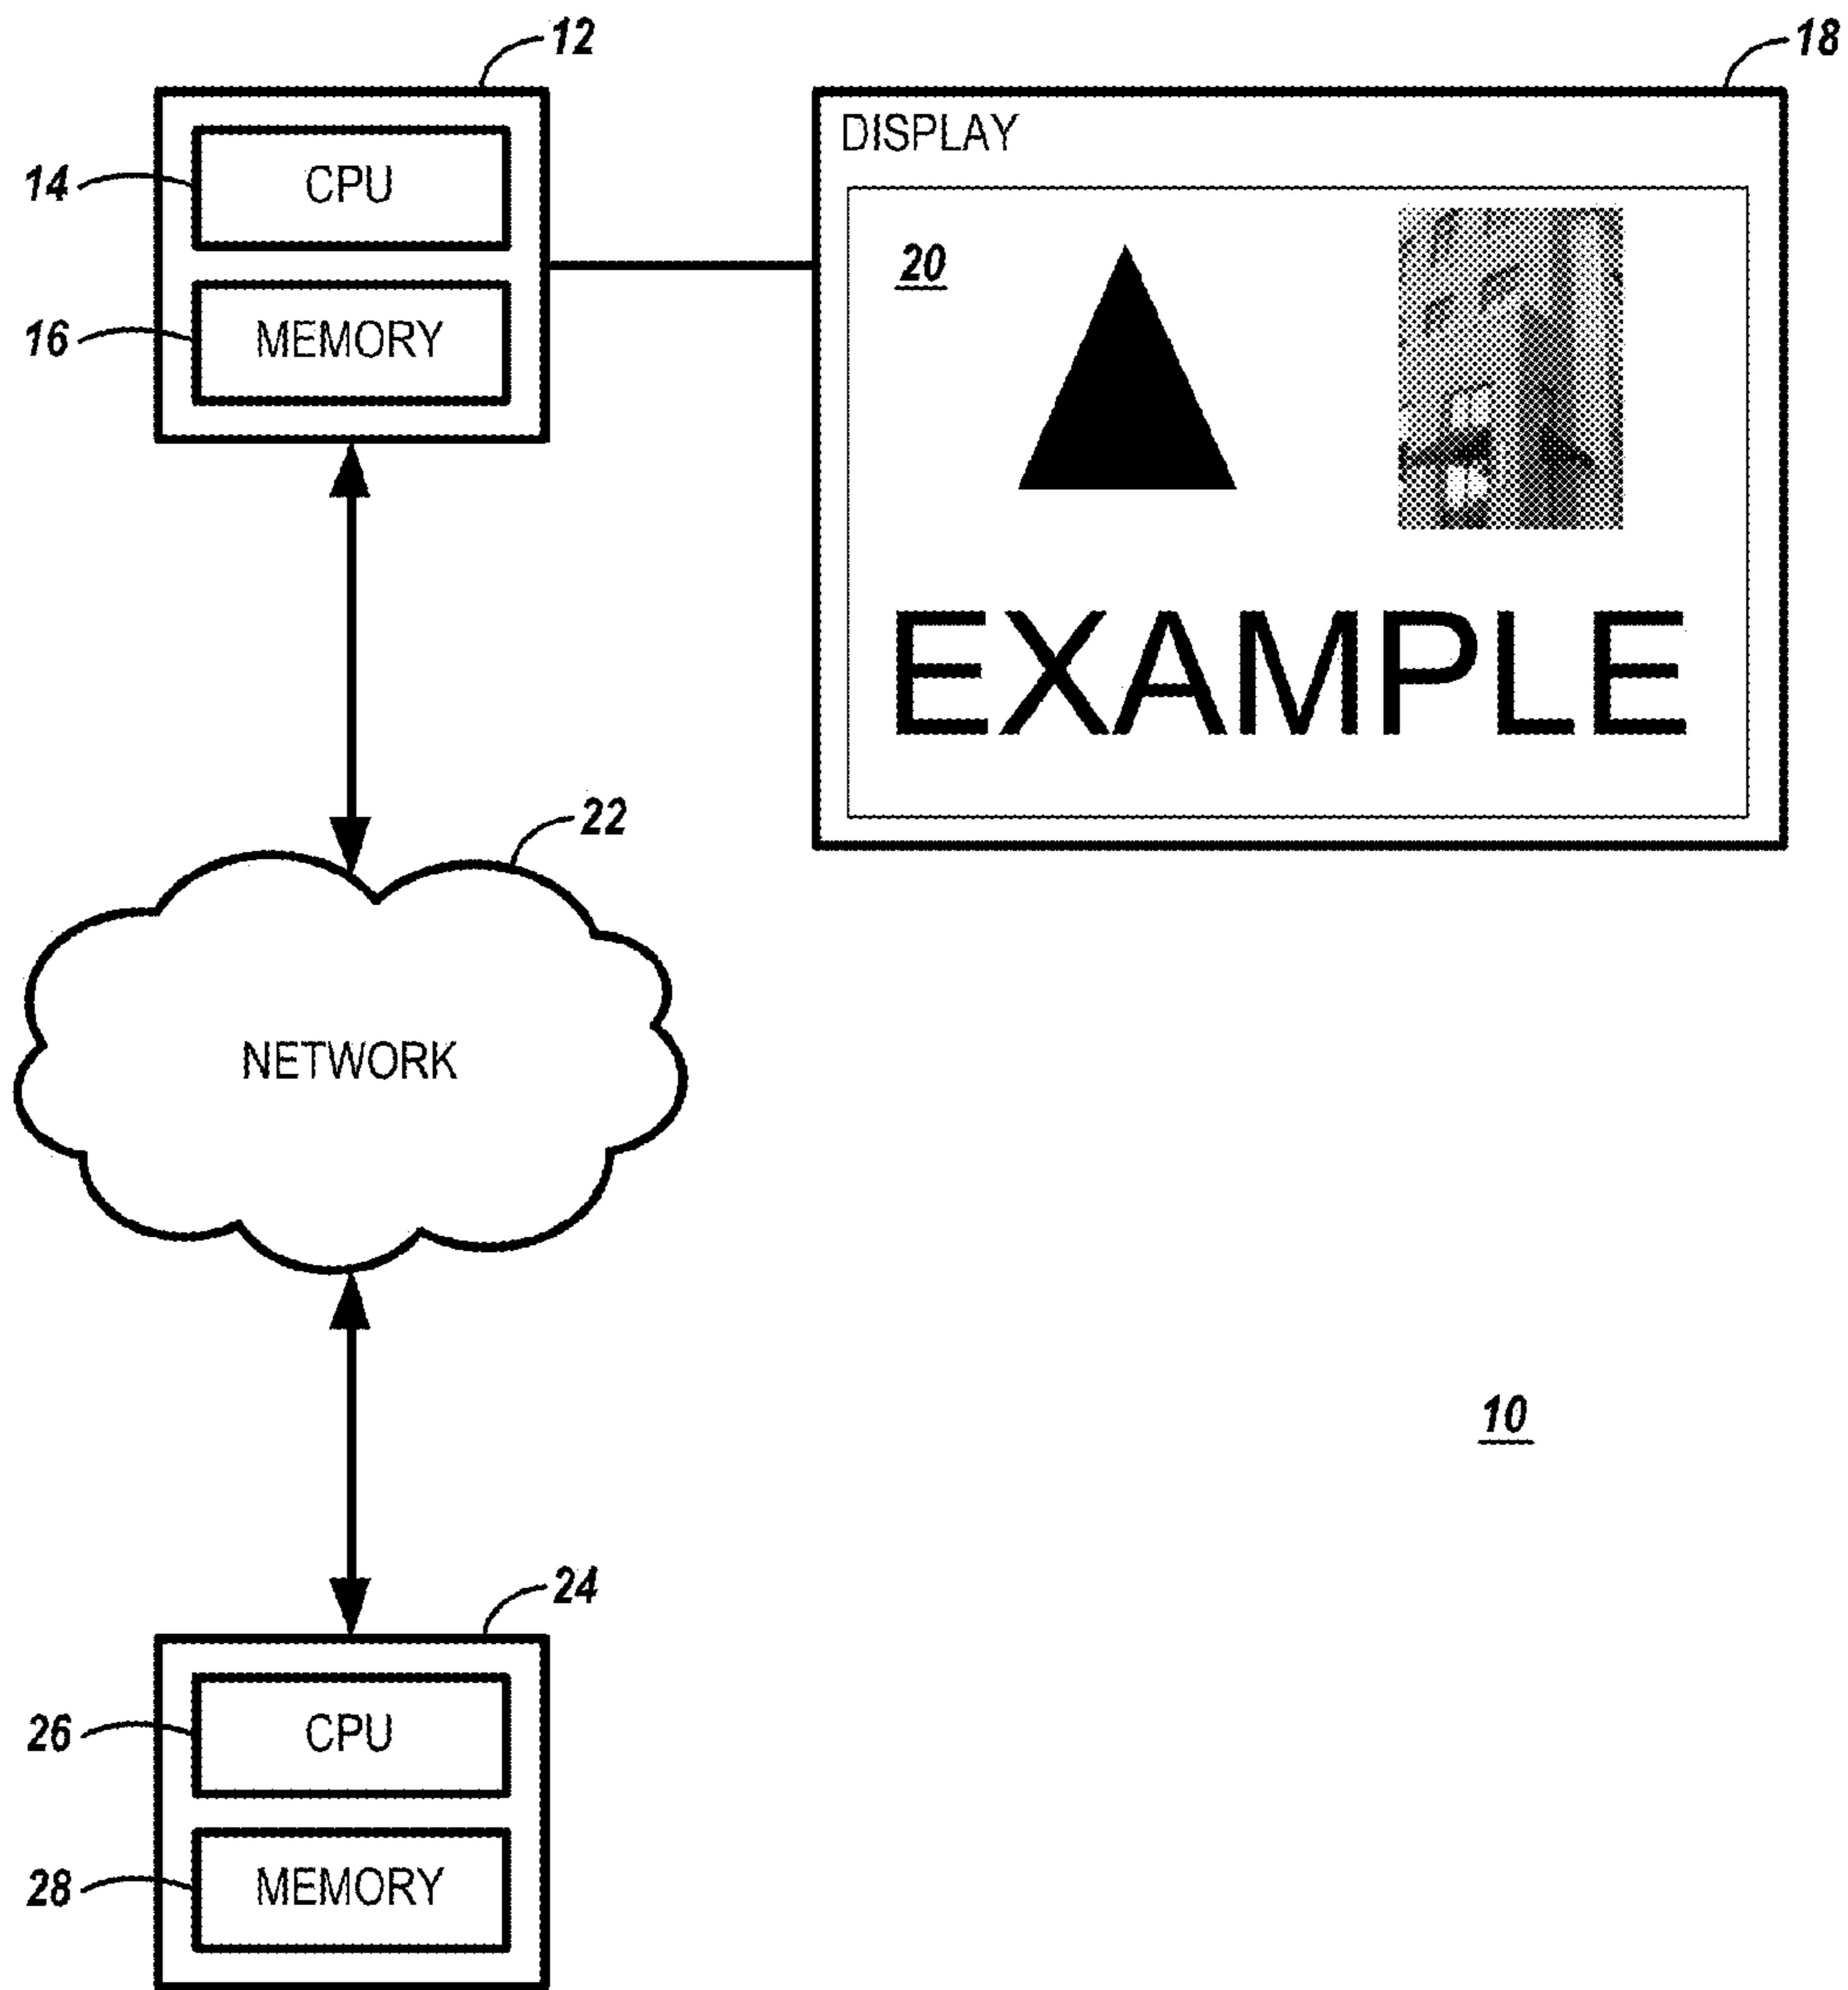 12
18
DISPLAY
14
CPU
20
16
MEMORY
EXAMPLE
22
NETWORK
10
24
26
CPU
28
MEMORY